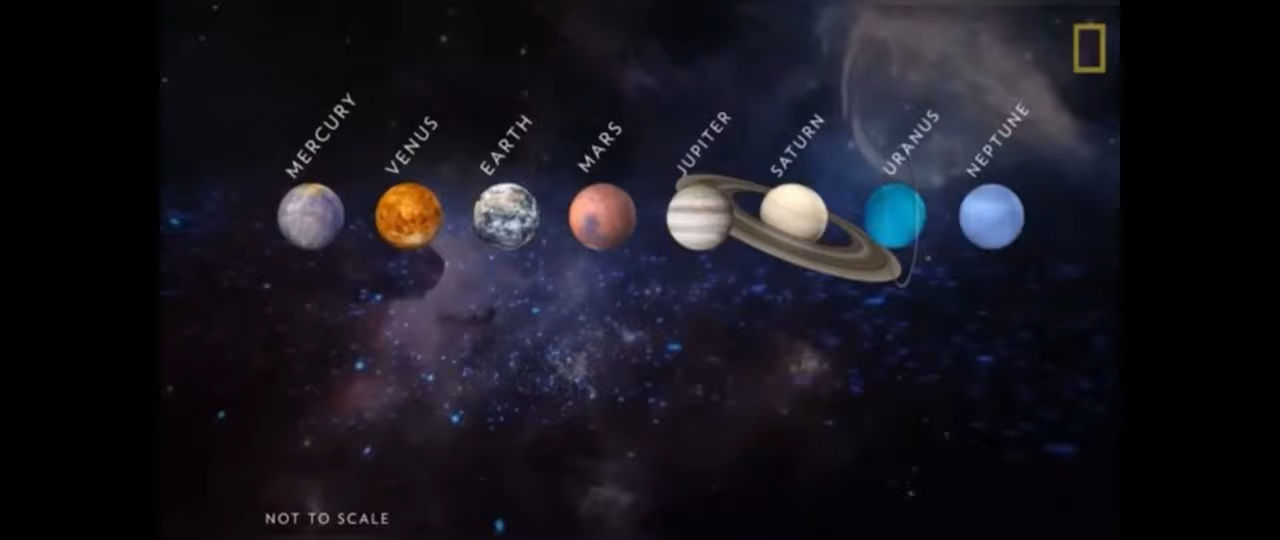 MERCURY
VENUS
EARTH
MARS
JUPITER
SATURN
URANUS
NEPTUNE
NOT TO SCALE